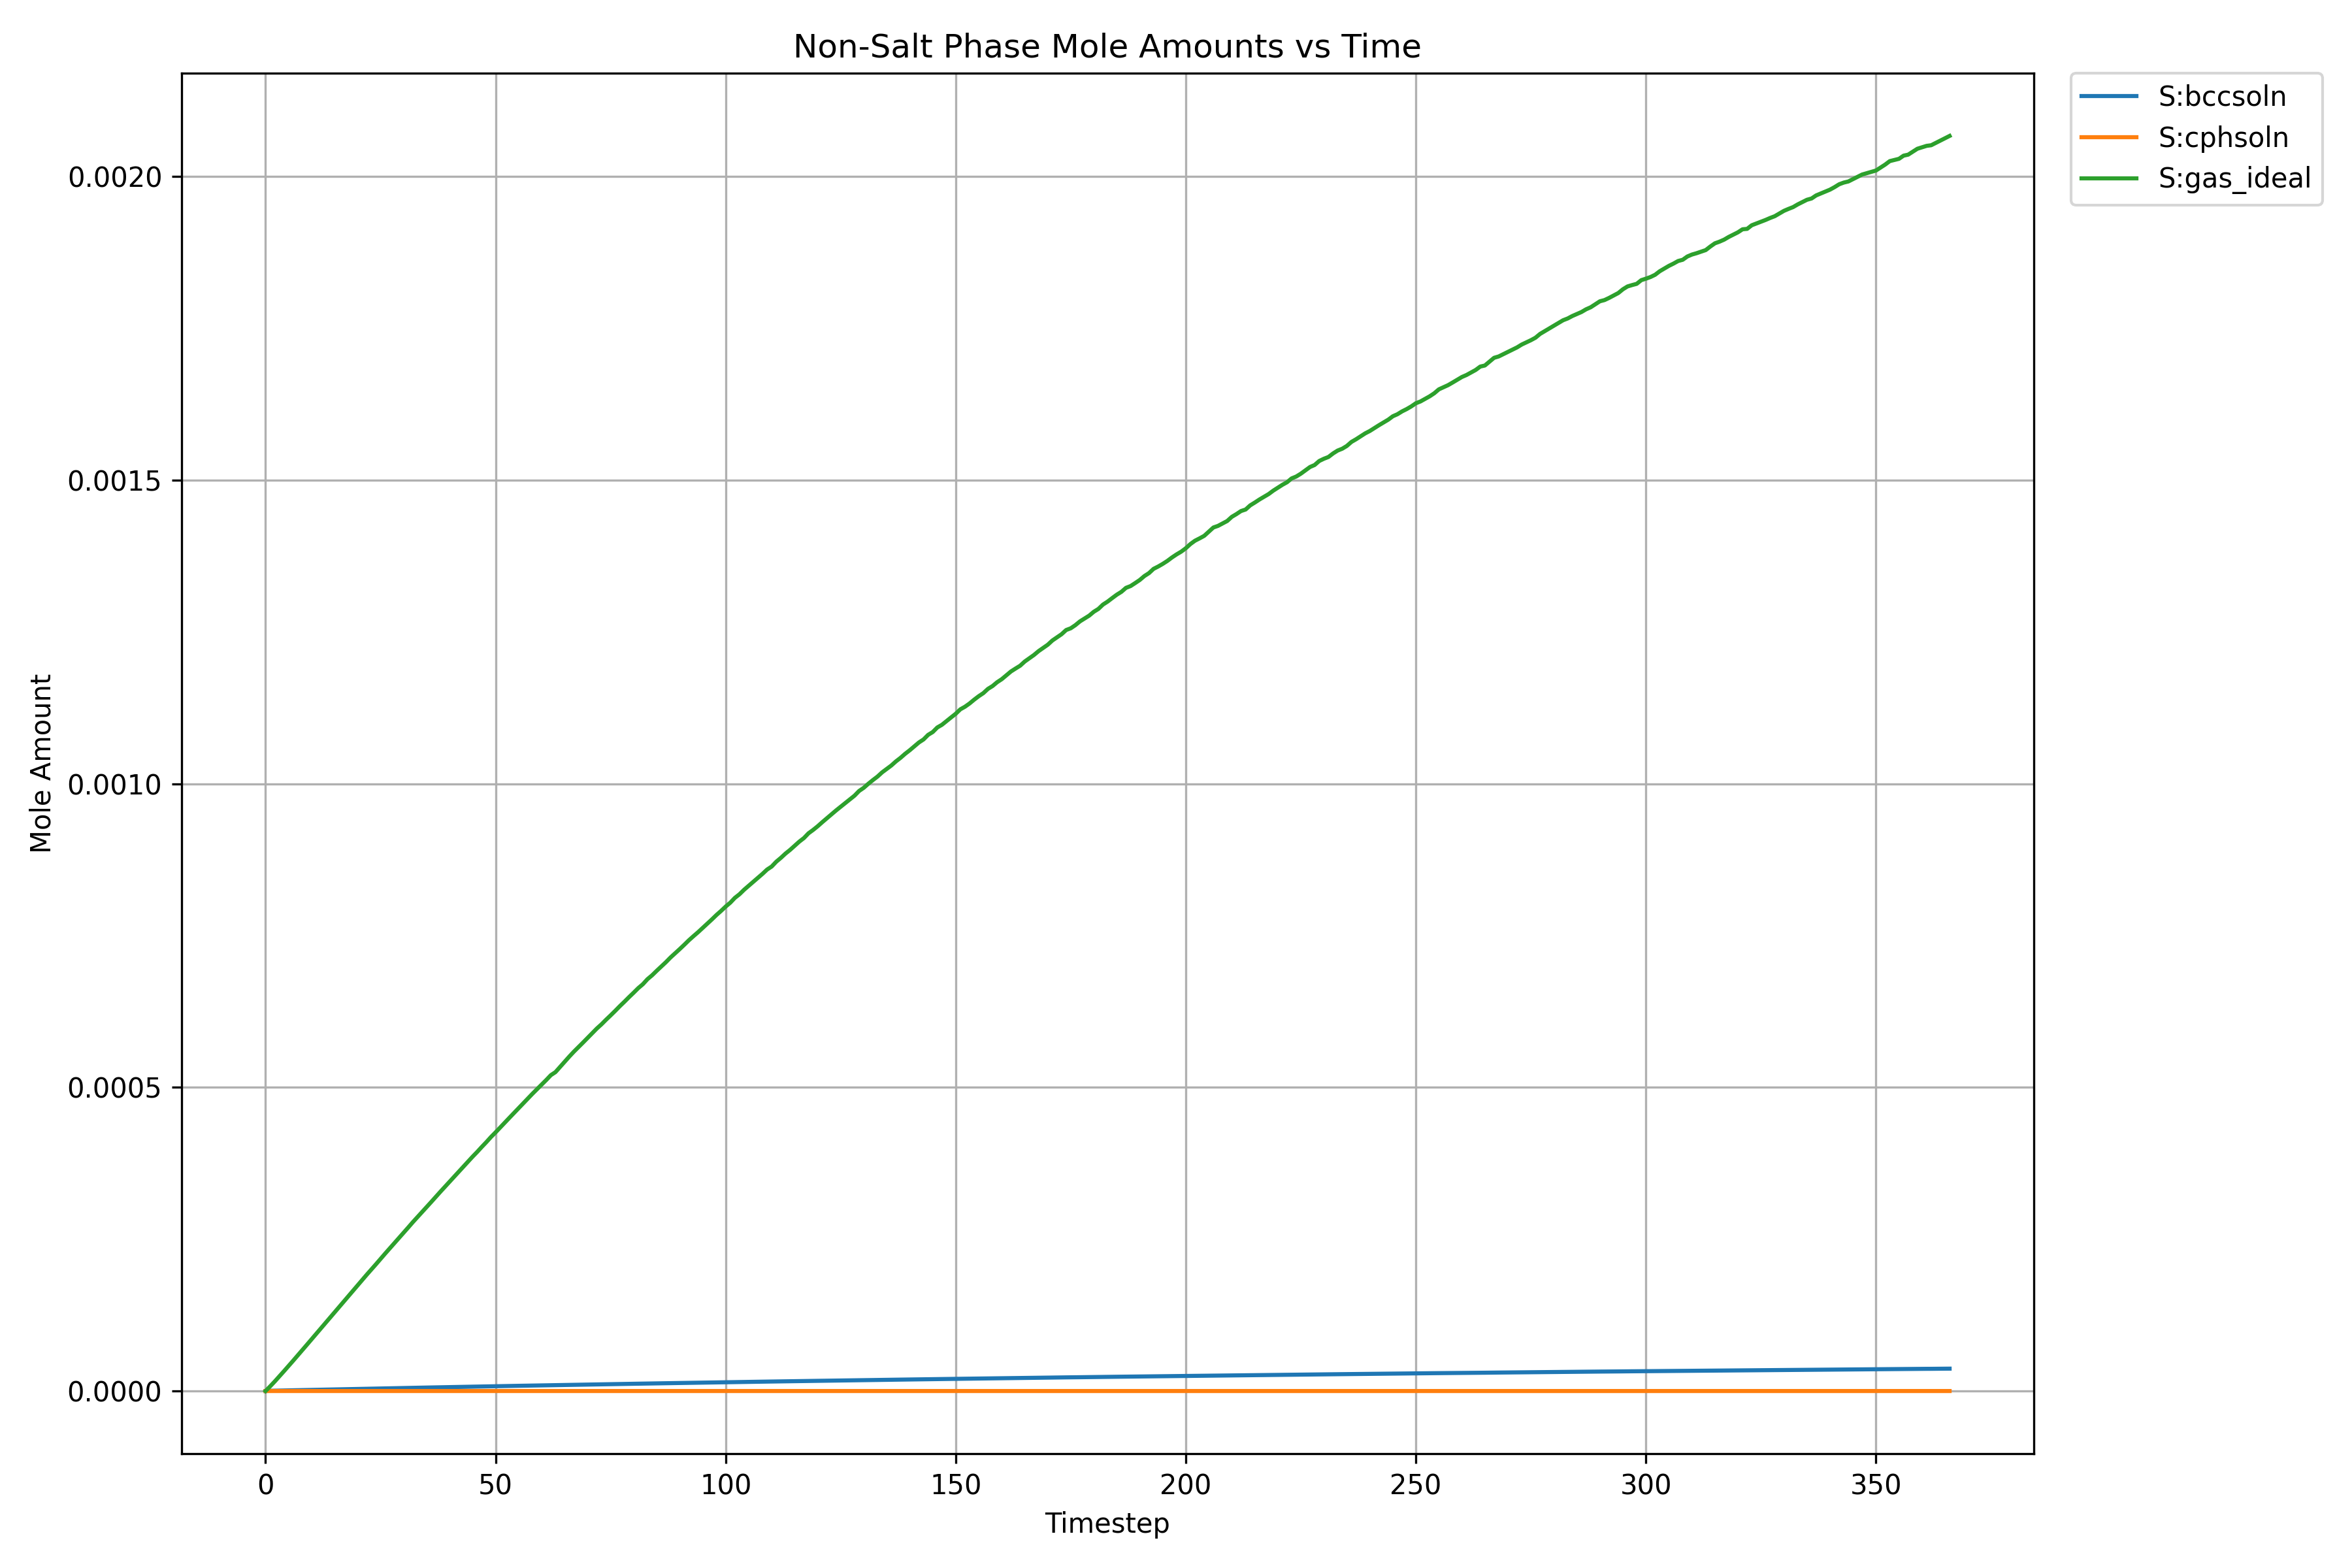 Non-Salt Phase Mole Amounts vs Time
S:bccsoln
S:cphsoln
S:gas_ideal
0.0020
0.0015
0.0010
0.0005
0.0000
Mole Amount
0 50 100 150 200 250 300 350
Timestep